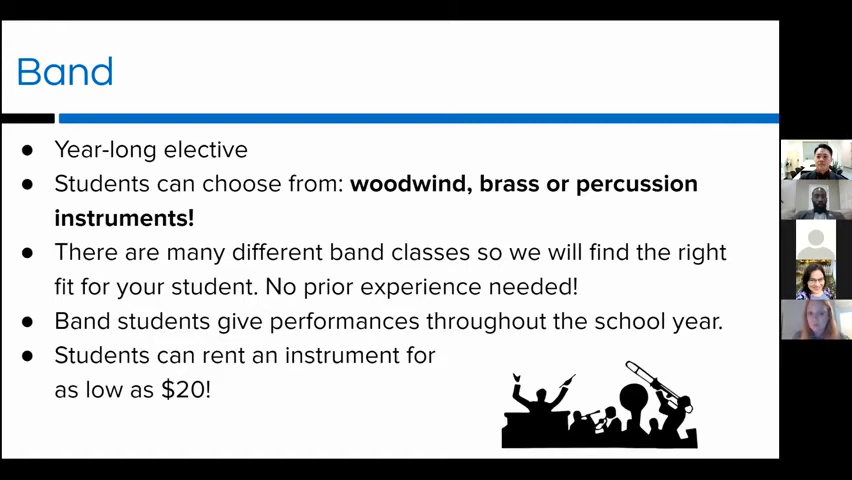 Band
● Year-long elective
● Students can choose from: woodwind, brass or percussion
instruments!
● There are many different band classes so we will find the right
fit for your student. No prior experience needed!
● Band students give performances throughout the school year.
● Students can rent an instrument for
as low as $20!